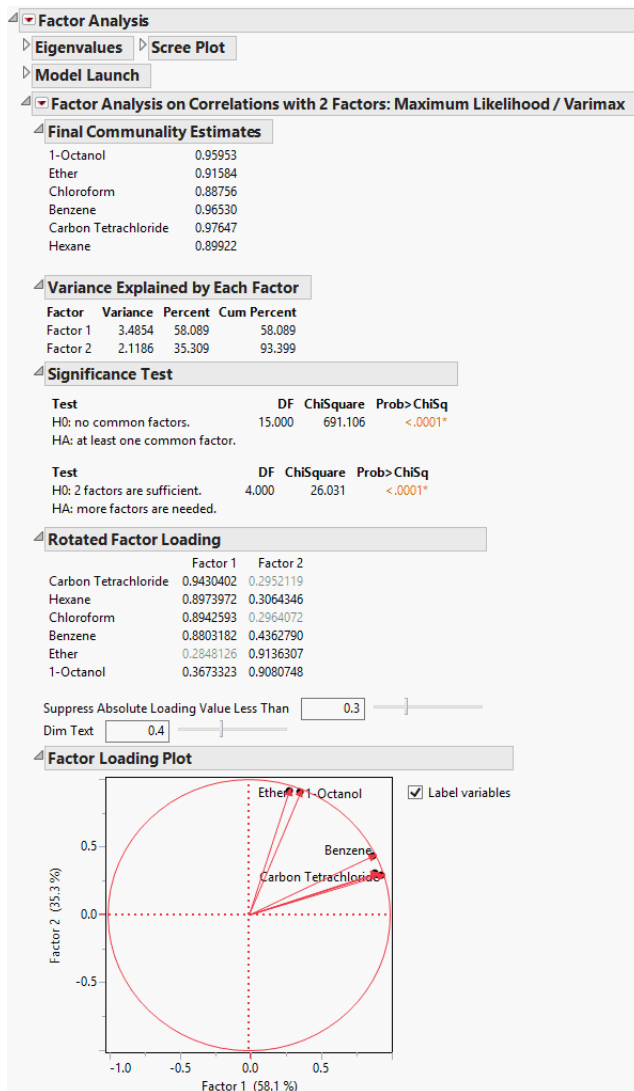 Factor Analysis
Eigenvalues Scree Plot
Model Launch
Factor Analysis on Correlations with 2 Factors: Maximum Likelihood / Varimax
Final Communality Estimates
1-Octanol 0.95953
Ether 0.91584
Chloroform 0.88756
Benzene 0.96530
Carbon Tetrachloride 0.97647
Hexane 0.89922
Variance Explained by Each Factor
Factor Variance Percent Cum Percent
Factor 1 3.4854 58.089 58.089
Factor 2 2.1186 35.309 93.399
Significance Test
Test DF ChiSquare Prob>ChiSq
H0: no common factors. 15.000 691.106 <.0001*
HA: at least one common factor.
Test DF ChiSquare Prob>ChiSq
H0: 2 factors are sufficient. 4.000 26.031 <.0001*
HA: more factors are needed.
Rotated Factor Loading
Factor 1 Factor 2
Carbon Tetrachloride 0.9430402 0.2952119
Hexane 0.8973972 0.3064346
Chloroform 0.8942593 0.2964072
Benzene 0.8803182 0.4362790
Ether 0.2848126 0.9136307
1-Octanol 0.3673323 0.9080748
Suppress Absolute Loading Value Less Than 0.3
Dim Text 0.4
Factor Loading Plot
Ether 1-Octanol
Label variables
0.5
Benzene
Carbon Tetrachloride
0.0
-0.5
Factor 2 (35.3 %)
-1.0 0.0 0.5
Factor 1 (58.1 %)